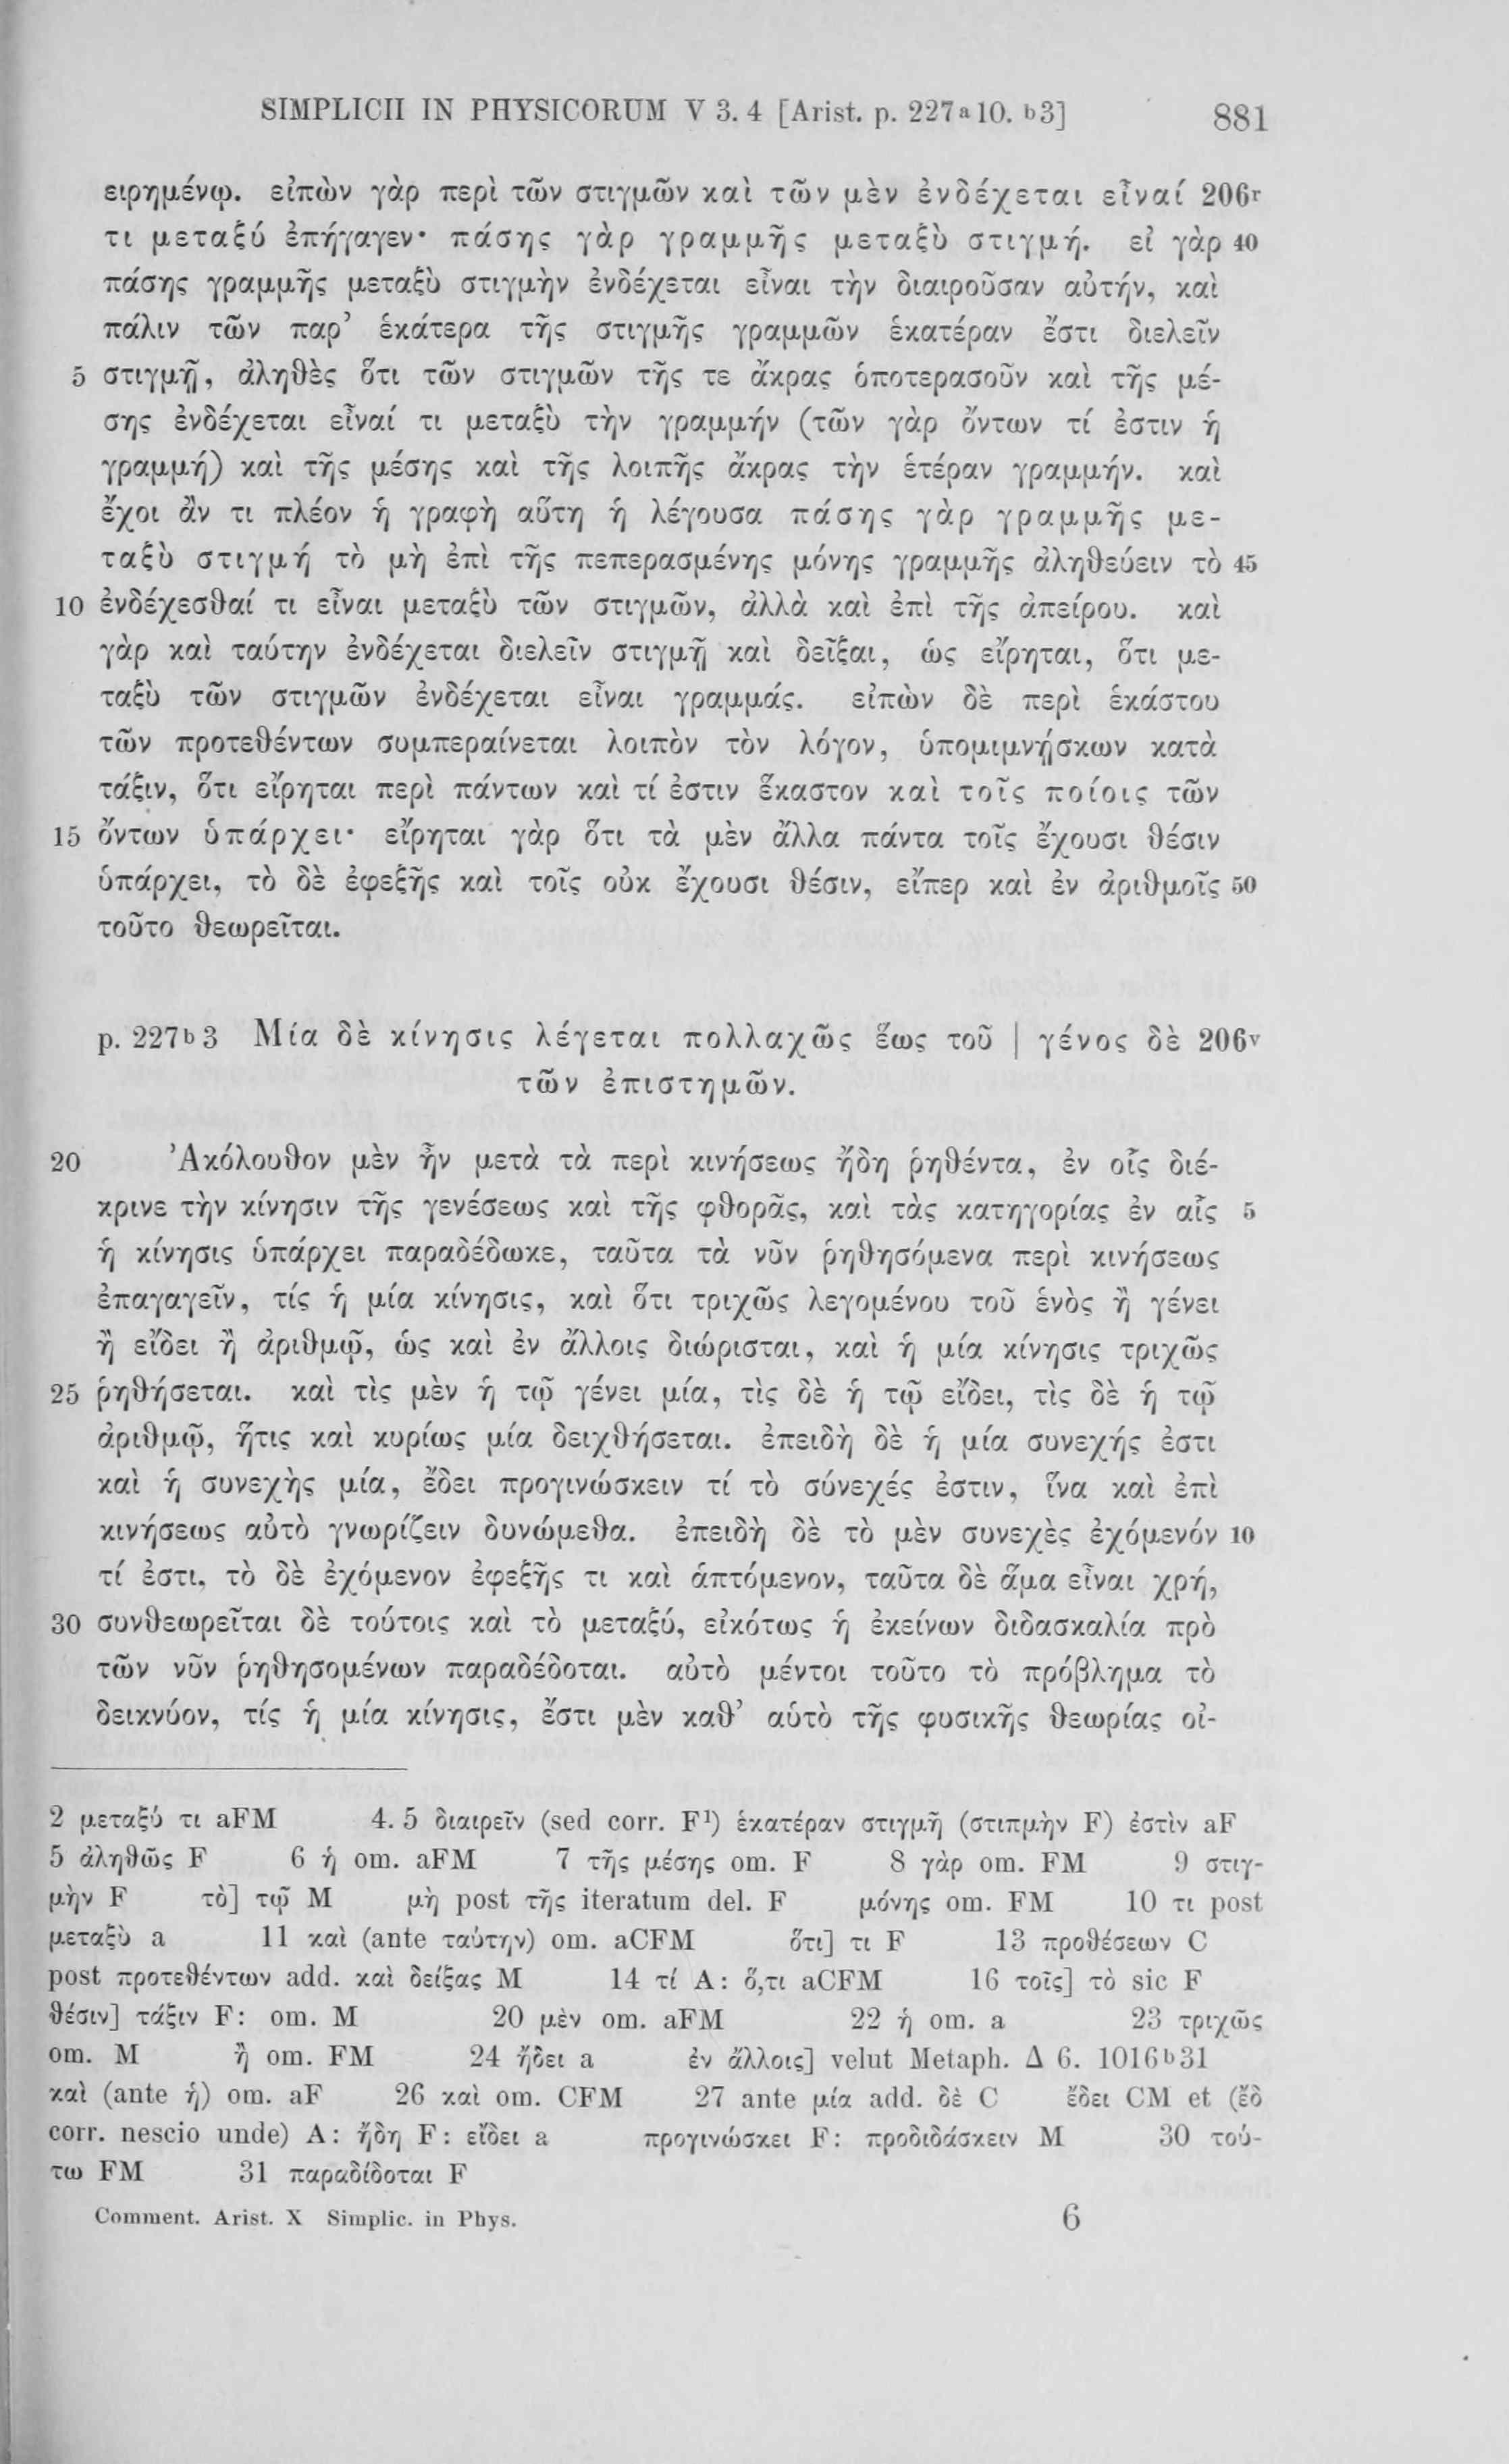 SIMPLICII IN PHYSICORUM V 3. 4 [Arist. p. 227a10. b3] 881
ειρημένῳ. εἰπὼν γὰρ περὶ τῶν στιγμῶν καὶ τῶν μὲν ἐνδέχεται εἶναί 206r
τι μεταξύ ἐπήγαγεν· πάσης γὰρ γραμμῆς μεταξὺ στιγμή. εἰ γὰρ 40
πάσης γραμμῆς μεταξὺ στιγμὴν ἐνδέχεται εἶναι τὴν διαιροῦσαν αὐτήν, καὶ
πάλιν τῶν παρ’ ἑκάτερα τῆς στιγμῆς γραμμῶν ἑκατέραν ἔστι διελεῖν
5 στιγμῇ, ἀληθὲς ὅτι τῶν στιγμῶν τῆς τε ἄκρας ὁποτερασοῦν καὶ τῆς μέ-
σης ἐνδέχεται εἶναί τι μεταξὺ τὴν γραμμήν (τῶν γὰρ ὄντων τί ἐστιν ἡ
γραμμή) καὶ τῆς μέσης καὶ τῆς λοιπῆς ἄκρας τὴν ἑτέραν γραμμήν. καὶ
ἔχοι ἄν τι πλέον ἡ γραφὴ αὕτη ἡ λέγουσα πάσης γὰρ γραμμῆς με-
ταξὺ στιγμή τὸ μὴ ἐπὶ τῆς πεπερασμένης μόνης γραμμῆς ἀληθεύειν τὸ 45
10 ἐνδέχεσθαί τι εἶναι μεταξὺ τῶν στιγμῶν, ἀλλὰ καὶ ἐπὶ τῆς ἀπείρου. καὶ
γὰρ καὶ ταύτην ἐνδέχεται διελεῖν στιγμῇ καὶ δεῖξαι, ὡς εἴρηται, ὅτι με-
ταξὺ τῶν στιγμῶν ἐνδέχεται εἶναι γραμμάς. εἰπὼν δὲ περὶ ἑκάστου
τῶν προτεθέντων συμπεραίνεται λοιπὸν τὸν λόγον, ὑπομιμνῄσκων κατὰ
τάξιν, ὅτι εἴρηται περὶ πάντων καὶ τί ἐστιν ἕκαστον καὶ τοῖς ποίοις τῶν
15 ὄντων ὑπάρχει· εἴρηται γὰρ ὅτι τὰ μὲν ἄλλα πάντα τοῖς ἔχουσι θέσιν
ὑπάρχει, τὸ δὲ ἐφεξῆς καὶ τοῖς οὐκ ἔχουσι θέσιν, εἴπερ καὶ ἐν ἀριθμοῖς 50
τοῦτο θεωρεῖται.
p. 227b3 Μία δὲ κίνησις λέγεται πολλαχῶς ἕως τοῦ | γένος δὲ 206v
τῶν ἐπιστημῶν.
20 Ἀκόλουθον μὲν ἦν μετὰ τὰ περὶ κινήσεως ἤδη ῥηθέντα, ἐν οἷς διέ-
κρινε τὴν κίνησιν τῆς γενέσεως καὶ τῆς φθορᾶς, καὶ τὰς κατηγορίας ἐν αἷς 5
ἡ κίνησις ὑπάρχει παραδέδωκε, ταῦτα τὰ νῦν ῥηθησόμενα περὶ κινήσεως
ἐπαγαγεῖν, τίς ἡ μία κίνησις, καὶ ὅτι τριχῶς λεγομένου τοῦ ἑνὸς ἢ γένει
ἢ εἴδει ἢ ἀριθμῷ, ὡς καὶ ἐν ἄλλοις διώρισται, καὶ ἡ μία κίνησις τριχῶς
25 ῥηθήσεται. καὶ τὶς μὲν ἡ τῷ γένει μία, τὶς δὲ ἡ τῷ εἴδει, τὶς δὲ ἡ τῷ
ἀριθμῷ, ἥτις καὶ κυρίως μία δειχθήσεται. ἐπειδὴ δὲ ἡ μία συνεχής ἐστι
καὶ ἡ συνεχὴς μία, ἔδει προγινώσκειν τί τὸ σύνεχές ἐστιν, ἵνα καὶ ἐπὶ
κινήσεως αὐτὸ γνωρίζειν δυνώμεθα. ἐπειδὴ δὲ τὸ μὲν συνεχὲς ἐχόμενόν 10
τί ἐστι, τὸ δὲ ἐχόμενον ἐφεξῆς τι καὶ ἁπτόμενον, ταῦτα δὲ ἅμα εἶναι χρή,
30 συνθεωρεῖται δὲ τούτοις καὶ τὸ μεταξύ, εἰκότως ἡ ἐκείνων διδασκαλία πρὸ
τῶν νῦν ῥηθησομένων παραδέδοται. αὐτὸ μέντοι τοῦτο τὸ πρόβλημα τὸ
δεικνύον, τίς ἡ μία κίνησις, ἔστι μὲν καθ’ αὑτὸ τῆς φυσικῆς θεωρίας οἰ-
2 μεταξύ τι aFM 4. 5 διαιρεῖν (sed corr. F¹) ἑκατέραν στιγμῇ (στιπμὴν F) ἐστὶν aF
5 ἀληθῶς F 6 ἡ om. aFM 7 τῆς μέσης om. F 8 γὰρ om. FM 9 στιγ-
μὴν F τὸ] τῷ M μὴ post τῆς iteratum del. F μόνης om. FM 10 τι post
μεταξὺ a 11 καὶ (ante ταύτην) om. aCFM ὅτι] τι F 13 προθέσεων C
post προτεθέντων add. καὶ δείξας M 14 τί A: ὅ,τι aCFM 16 τοῖς] τὸ sic F
θέσιν] τάξιν F: om. M 20 μὲν om. aFM 22 ἡ om. a 23 τριχῶς
om. M ἢ om. FM 24 ἤδει a ἐν ἄλλοις] velut Metaph. Δ 6. 1016b31
καὶ (ante ἡ) om. aF 26 καὶ om. CFM 27 ante μία add. δὲ C ἔδει CM et (ἔδ
corr. nescio unde) A: ἤδη F: εἴδει a προγινώσκει F: προδιδάσκειν M 30 τού-
τω FM 31 παραδίδοται F
Comment. Arist. X Simplic. in Phys. 6